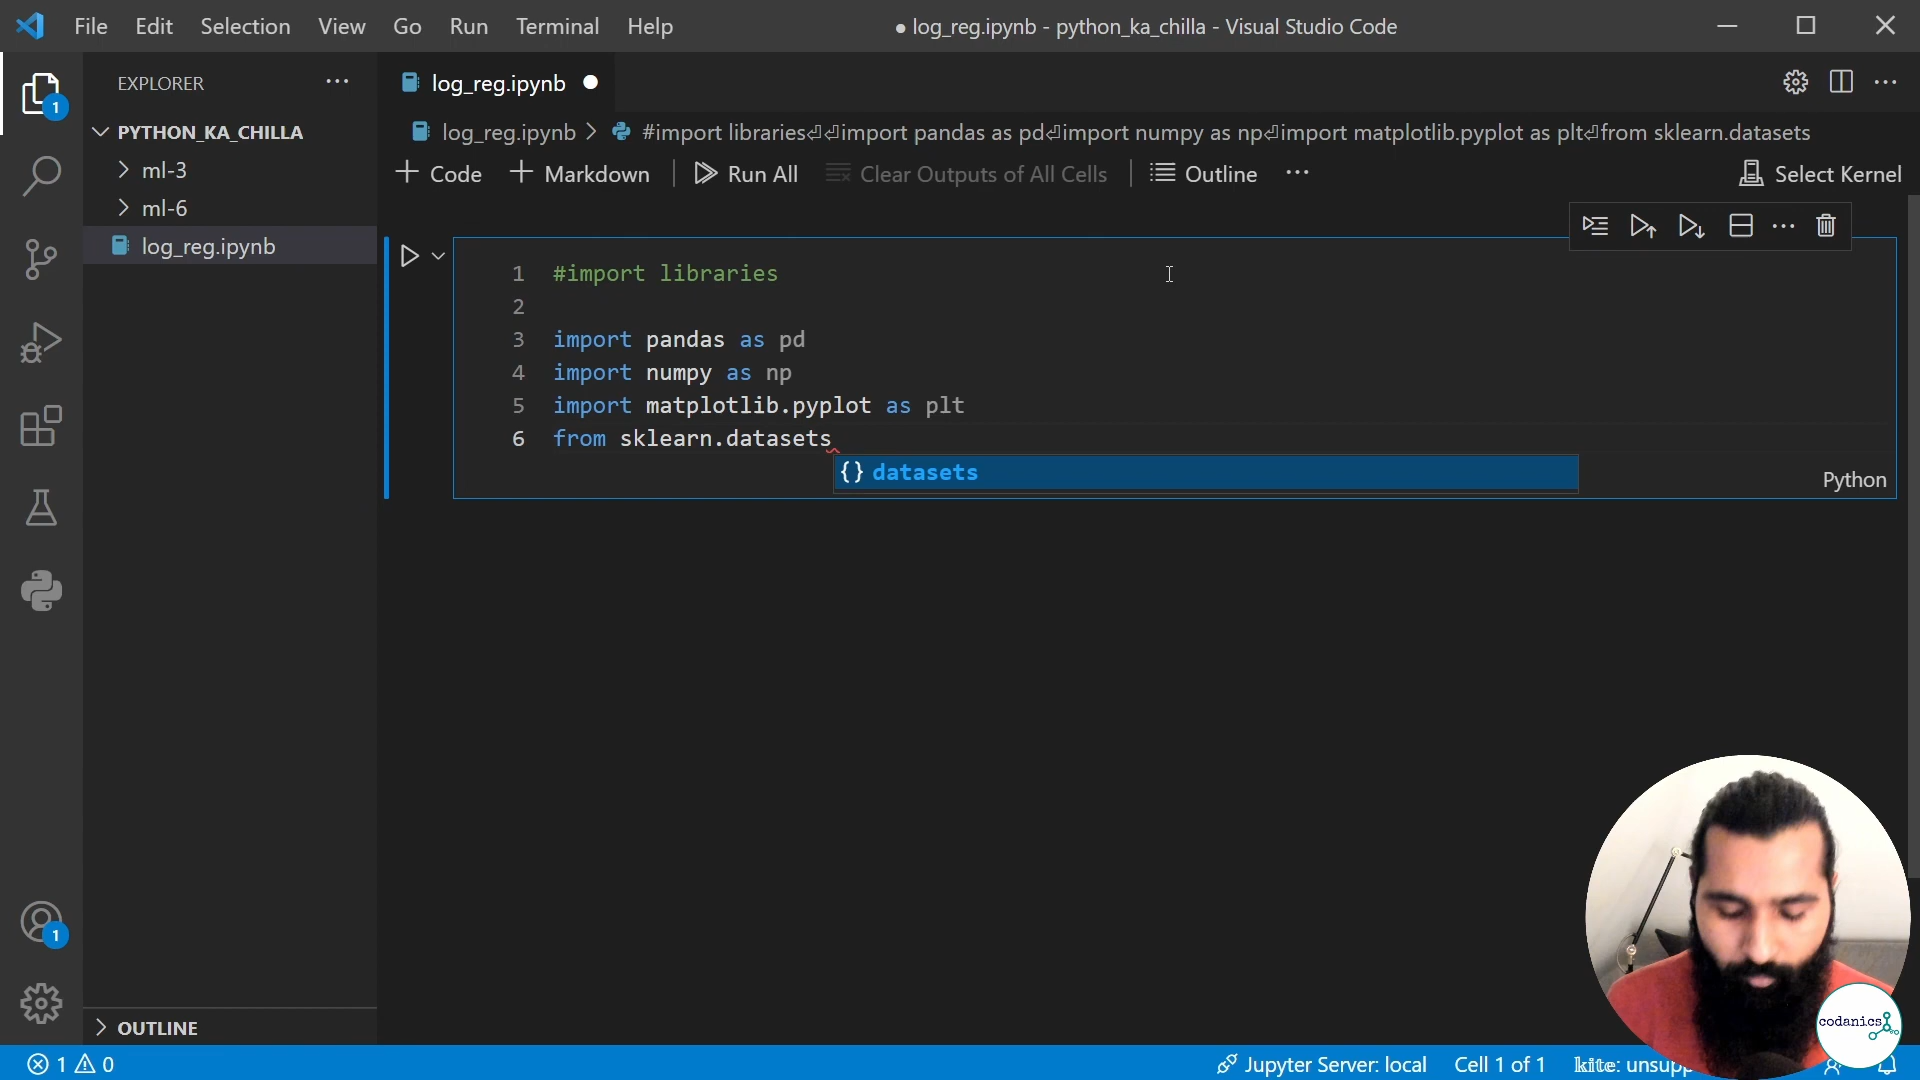 File Edit Selection View Go Run Terminal Help
● log_reg.ipynb - python_ka_chilla - Visual Studio Code
EXPLORER
PYTHON_KA_CHILLA
ml-3
ml-6
log_reg.ipynb
OUTLINE
1
1
log_reg.ipynb
log_reg.ipynb > #import libraries⏎⏎import pandas as pd⏎import numpy as np⏎import matplotlib.pyplot as plt⏎from sklearn.datasets
+ Code + Markdown Run All Clear Outputs of All Cells Outline ... Select Kernel
1 #import libraries
2
3 import pandas as pd
4 import numpy as np
5 import matplotlib.pyplot as plt
6 from sklearn.datasets
{} datasets
Python
codanics
1 0 Jupyter Server: local Cell 1 of 1 kite: